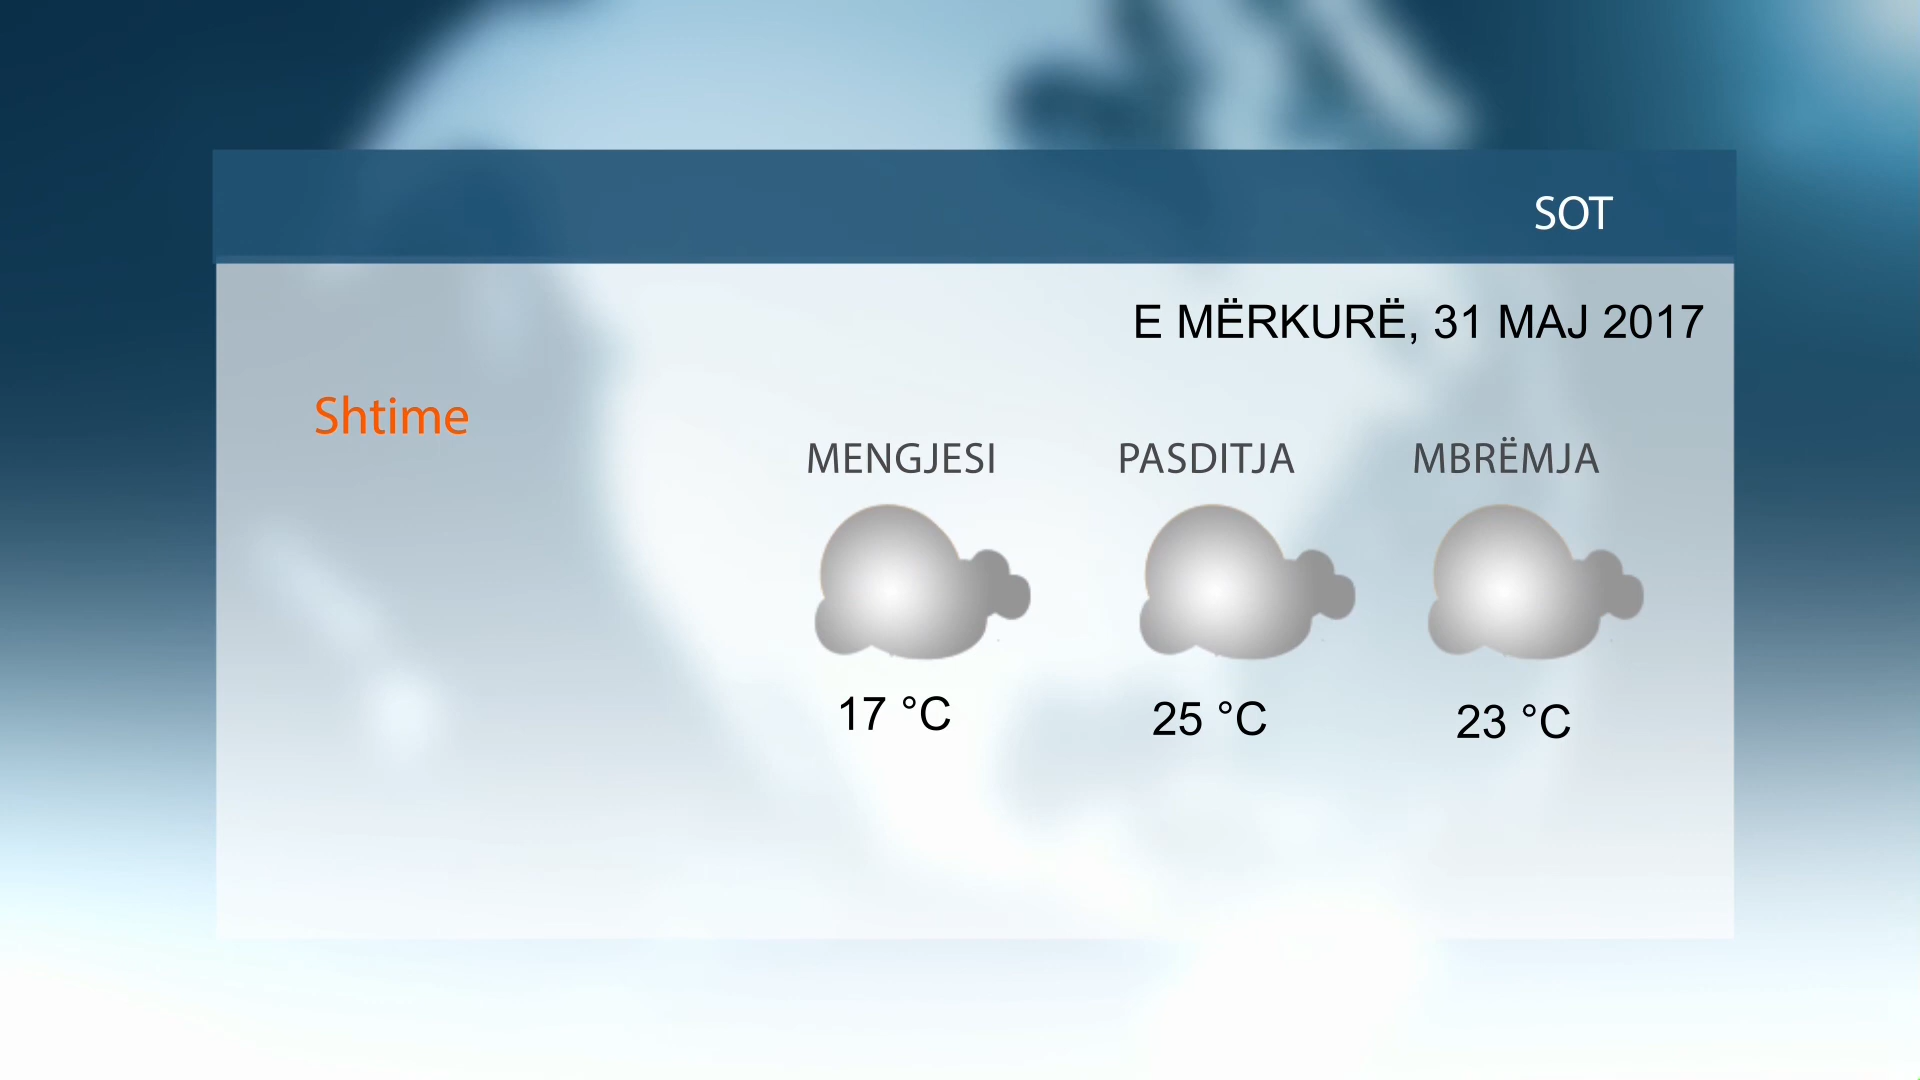 SOT
E MËRKURË, 31 MAJ 2017
Shtime
MENGJESI PASDITJA MBRËMJA
17 °C 25 °C 23 °C